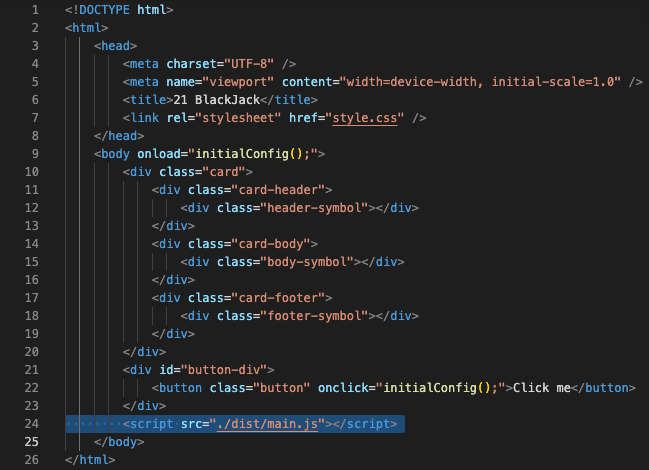 1 <!DOCTYPE html>
2 <html>
3     <head>
4         <meta charset="UTF-8" />
5         <meta name="viewport" content="width=device-width, initial-scale=1.0" />
6         <title>21 BlackJack</title>
7         <link rel="stylesheet" href="style.css" />
8     </head>
9     <body onload="initialConfig();">
10         <div class="card">
11             <div class="card-header">
12                 <div class="header-symbol"></div>
13             </div>
14             <div class="card-body">
15                 <div class="body-symbol"></div>
16             </div>
17             <div class="card-footer">
18                 <div class="footer-symbol"></div>
19             </div>
20         </div>
21         <div id="button-div">
22             <button class="button" onclick="initialConfig();">Click me</button>
23         </div>
24         <script src="./dist/main.js"></script>
25     </body>
26 </html>